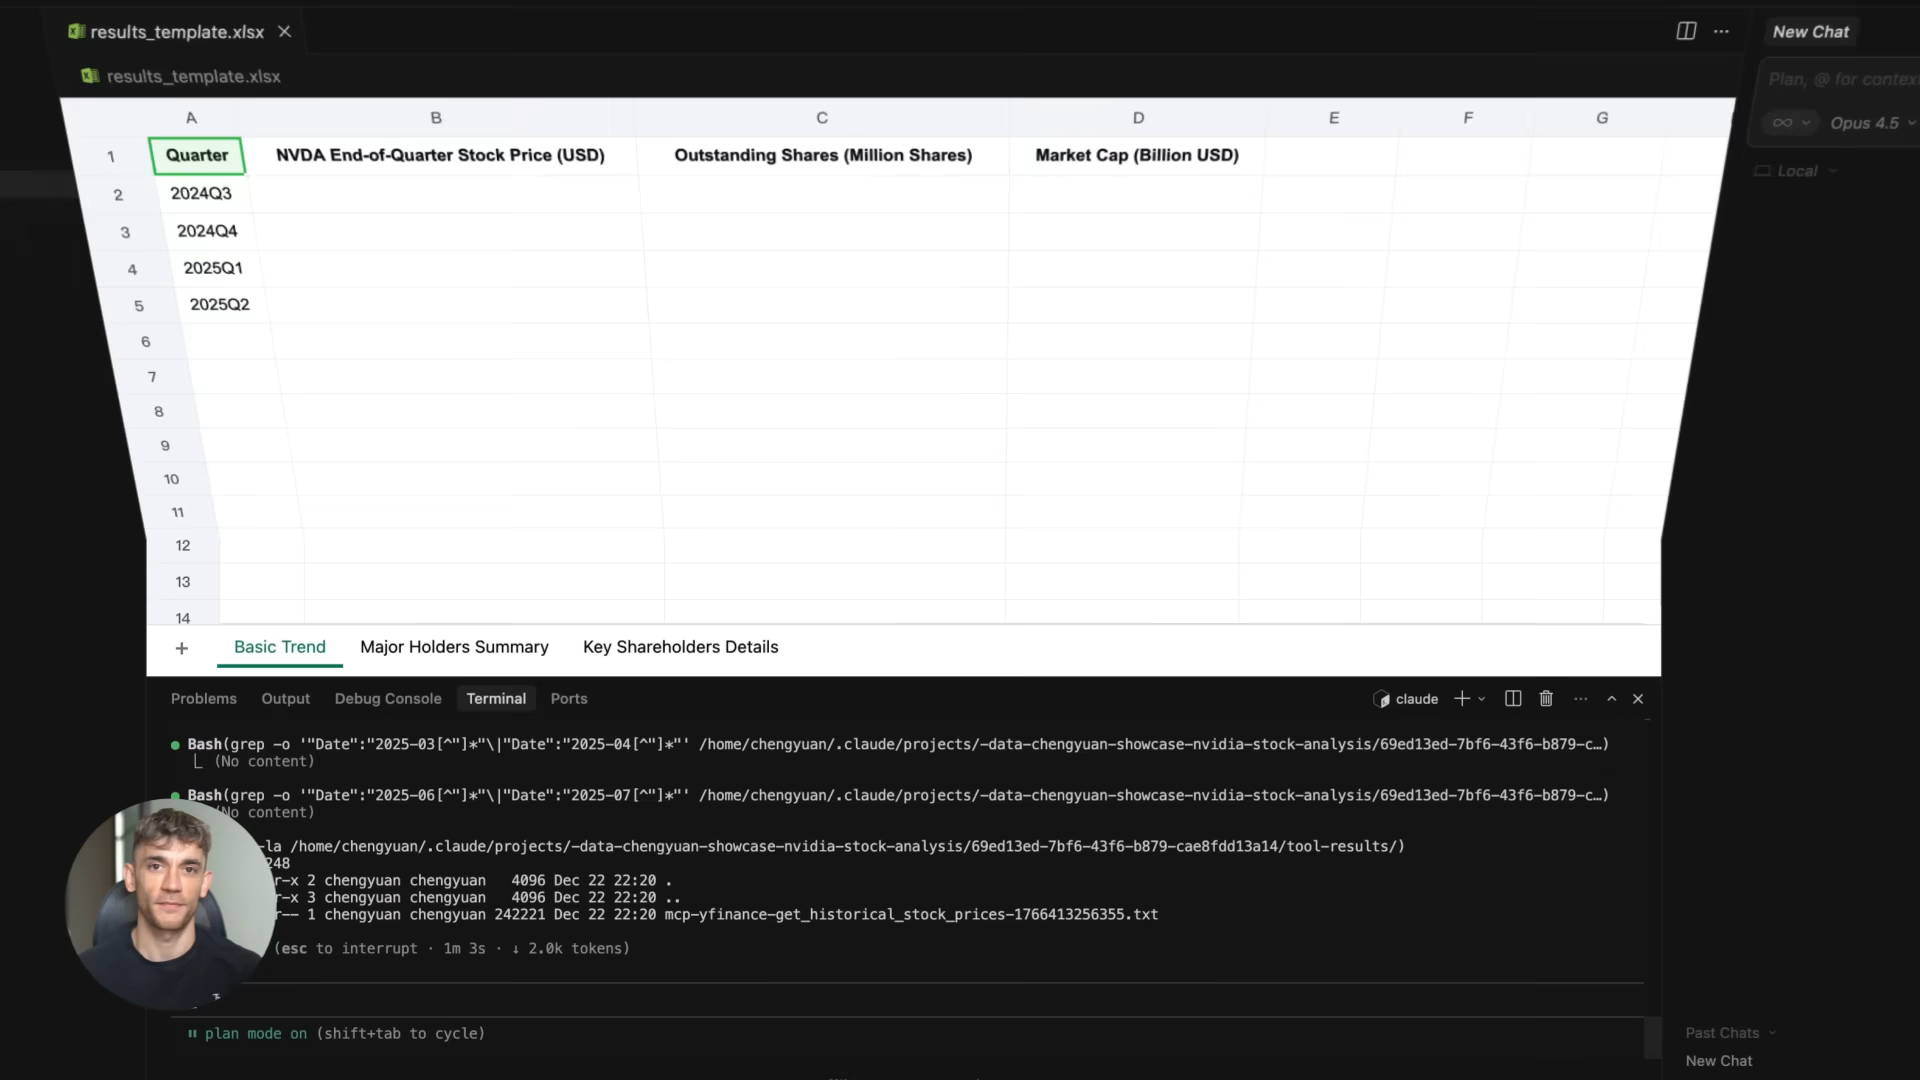 results_template.xlsx
New Chat
results_template.xlsx
Plan, @ for context
Opus 4.5
Local
A B C D E F G
1 Quarter NVDA End-of-Quarter Stock Price (USD) Outstanding Shares (Million Shares) Market Cap (Billion USD)
2 2024Q3
3 2024Q4
4 2025Q1
5 2025Q2
6
7
8
9
10
11
12
13
14
+ Basic Trend Major Holders Summary Key Shareholders Details
Problems Output Debug Console Terminal Ports
claude
Bash(grep -o '"Date":"2025-03[^"]*"\|"Date":"2025-04[^"]*"' /home/chengyuan/.claude/projects/-data-chengyuan-showcase-nvidia-stock-analysis/69ed13ed-7bf6-43f6-b879-c…)
(No content)
Bash(grep -o '"Date":"2025-06[^"]*"\|"Date":"2025-07[^"]*"' /home/chengyuan/.claude/projects/-data-chengyuan-showcase-nvidia-stock-analysis/69ed13ed-7bf6-43f6-b879-c…)
No content)
-la /home/chengyuan/.claude/projects/-data-chengyuan-showcase-nvidia-stock-analysis/69ed13ed-7bf6-43f6-b879-cae8fdd13a14/tool-results/)
248
r-x 2 chengyuan chengyuan 4096 Dec 22 22:20 .
r-x 3 chengyuan chengyuan 4096 Dec 22 22:20 ..
r-- 1 chengyuan chengyuan 242221 Dec 22 22:20 mcp-yfinance-get_historical_stock_prices-1766413256355.txt
(esc to interrupt · 1m 3s · ↓ 2.0k tokens)
plan mode on (shift+tab to cycle)
Past Chats
New Chat